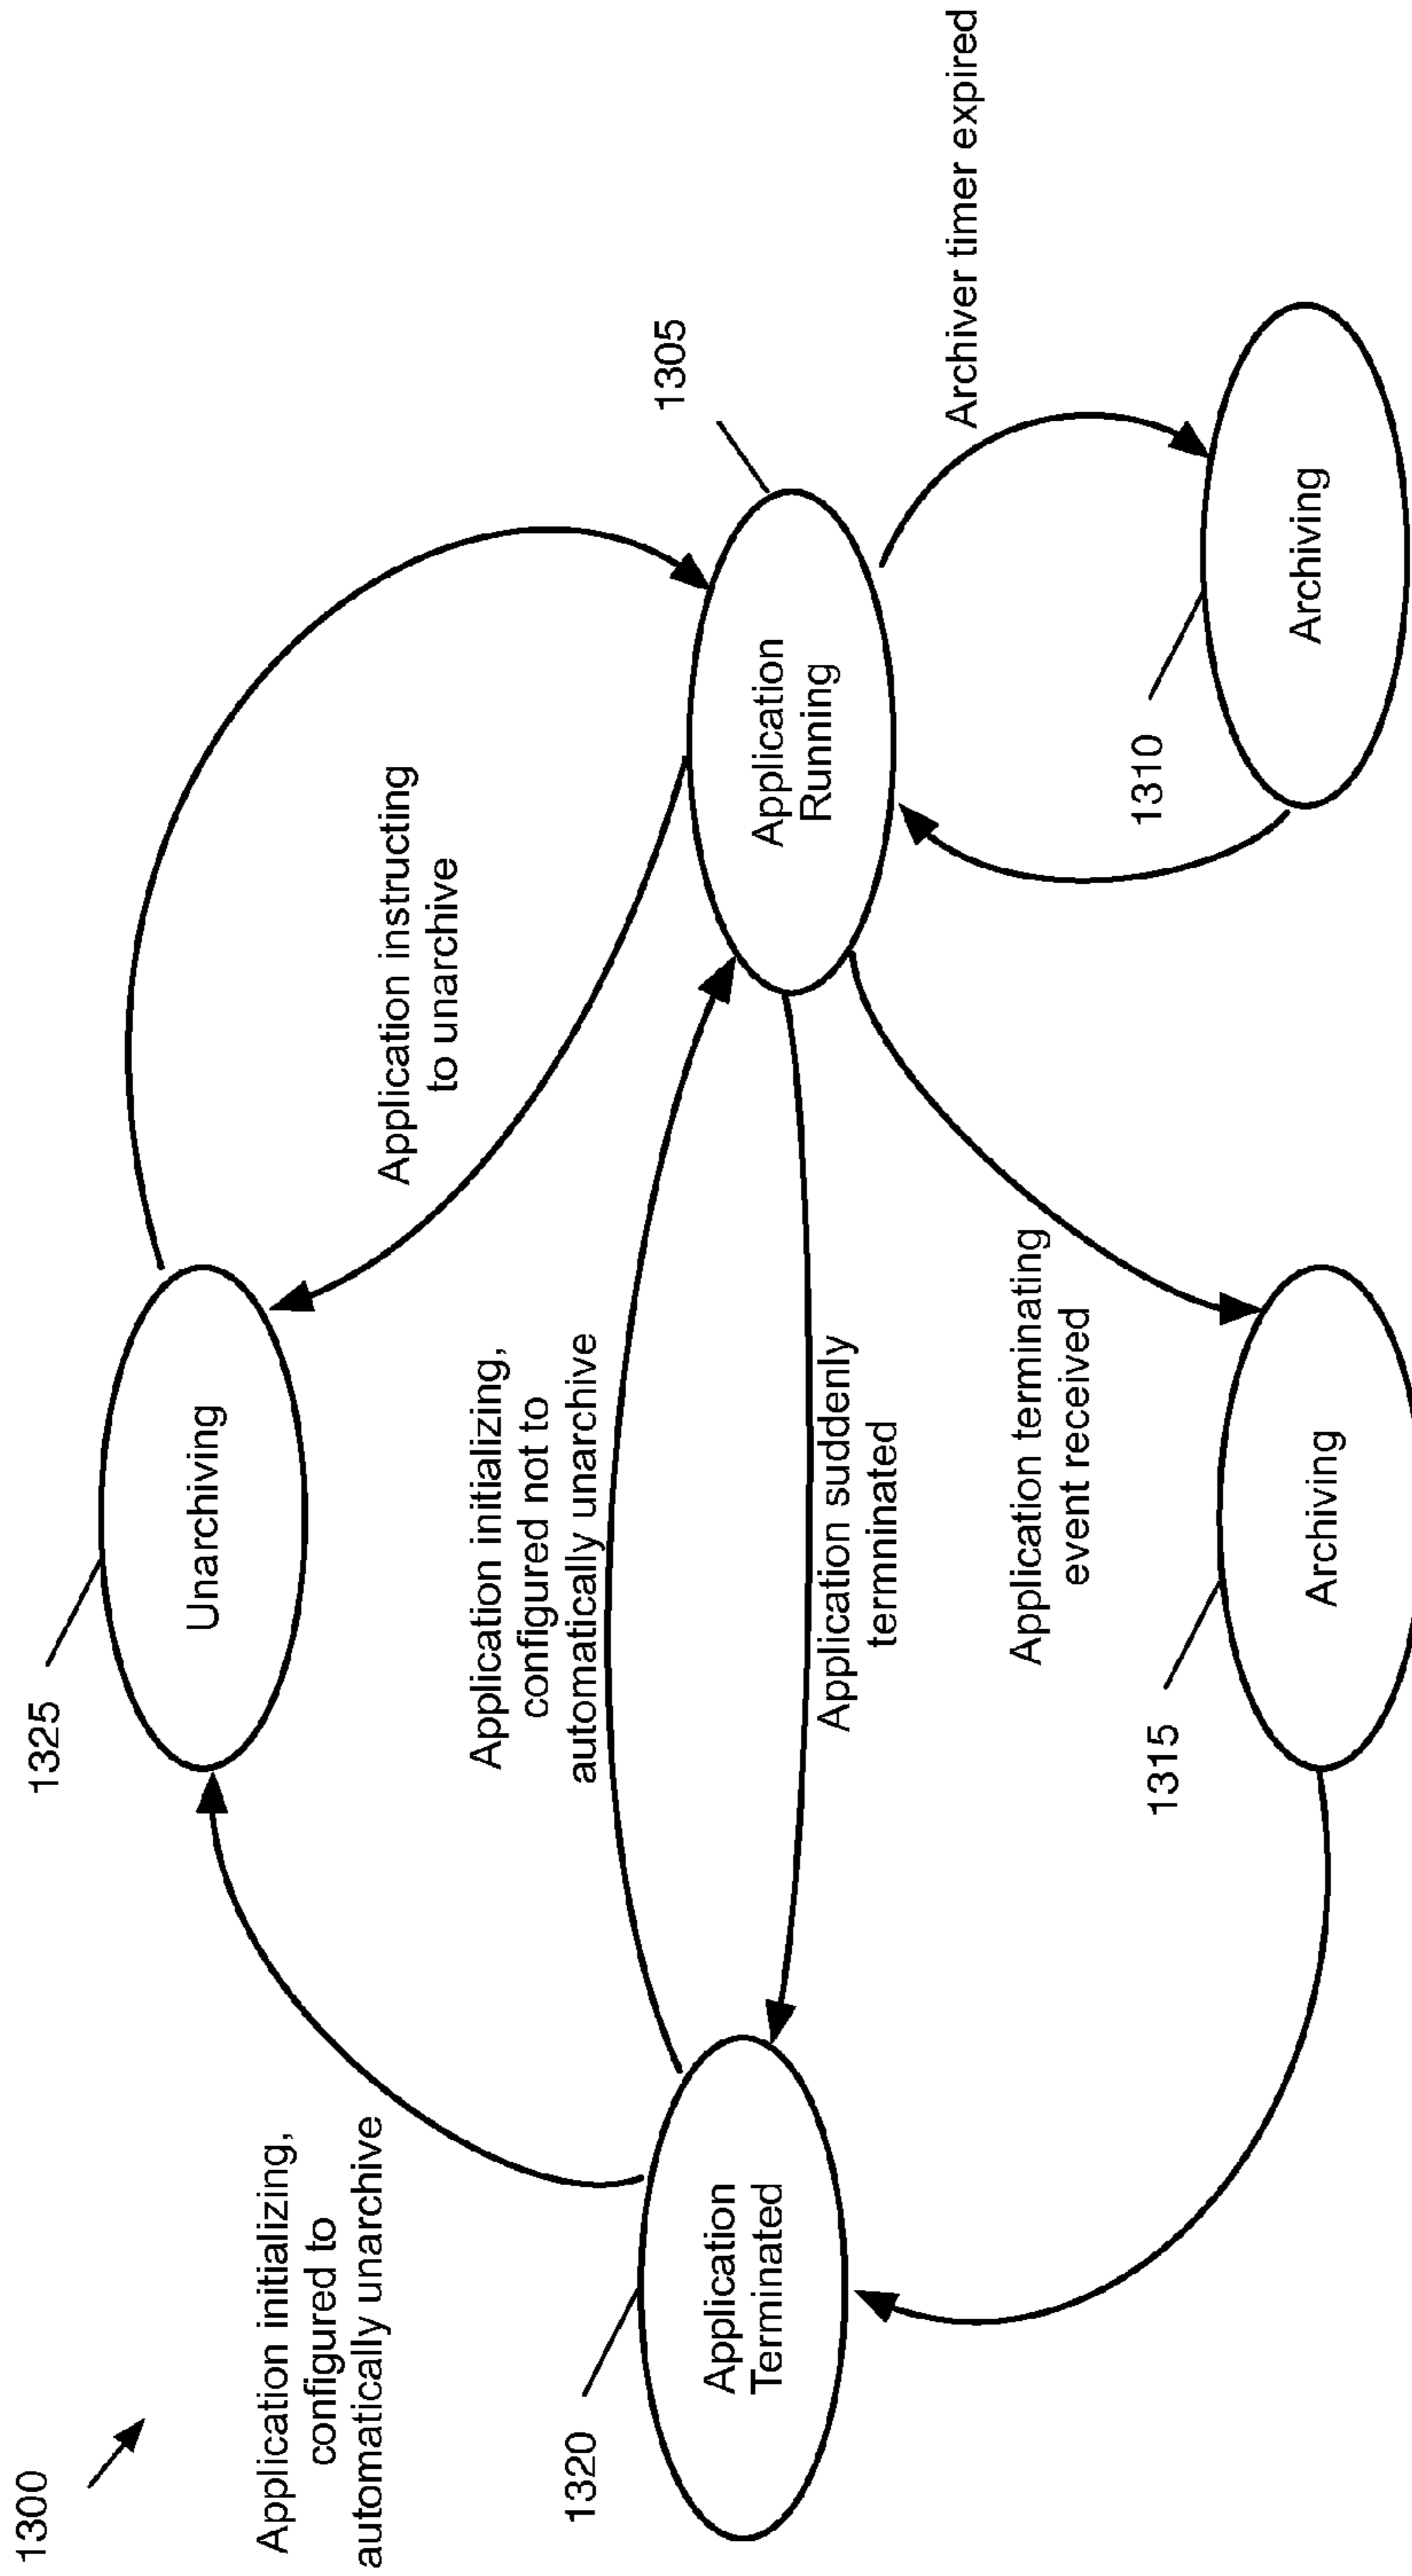 1300
Application initializing,
configured to
automatically unarchive
1325
Unarchiving
Application instructing
to unarchive
Application initializing,
configured not to
automatically unarchive
1320
Application
Terminated
Application suddenly
termninated
1305
Application
Running
Application terminating
event received
1315
Archiving
1310
Archiving
Archiver timer expired